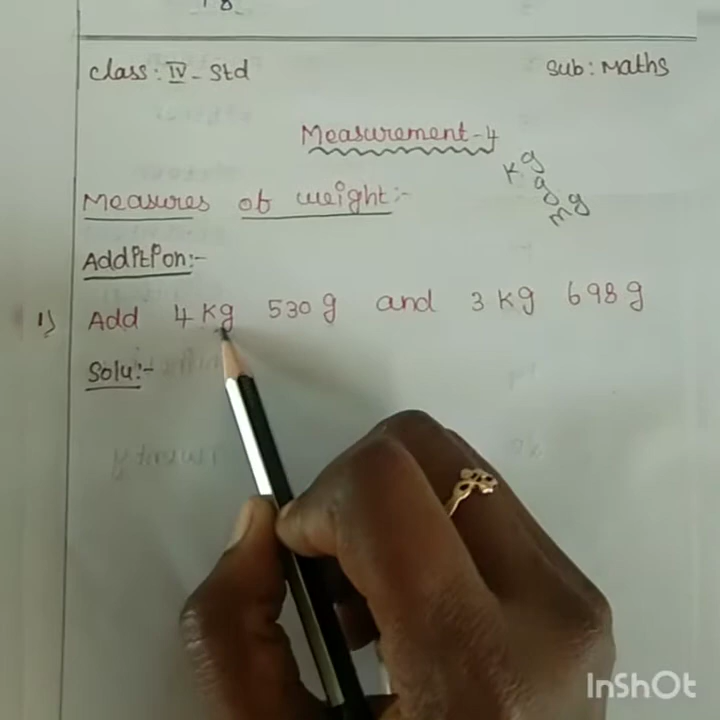 class: IV - Std
Sub: Maths
Measurement-4
kg
g
mg
Measures of weight:-
Addition:-
1) Add 4 kg 530 g and 3 kg 698 g
Solu:-
InShOt